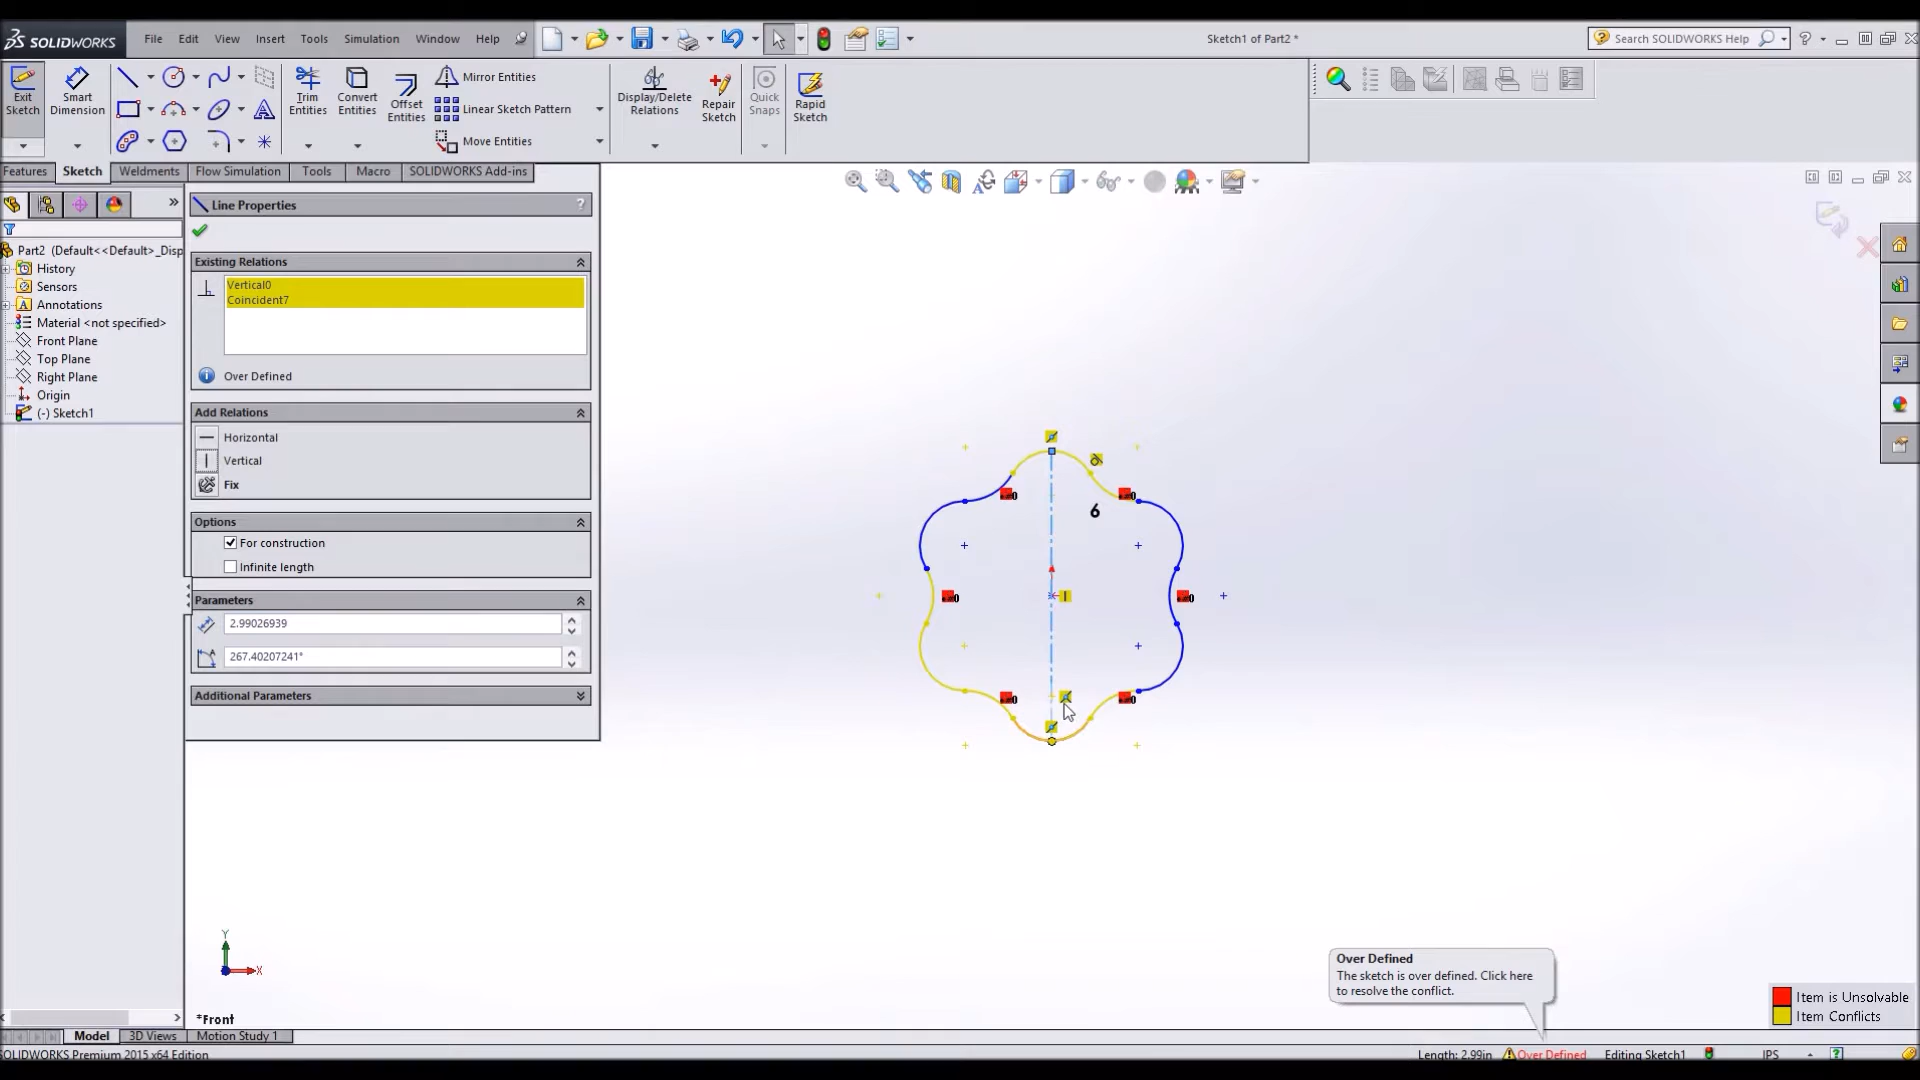 SOLIDWORKS File Edit View Insert Tools Simulation Window Help Sketch1 of Part2 * Search SOLIDWORKS Help
Exit Sketch
Smart Dimension
Trim Entities
Convert Entities
Offset Entities
Mirror Entities
Linear Sketch Pattern
Move Entities
Display/Delete Relations
Repair Sketch
Quick Snaps
Rapid Sketch
Features Sketch Weldments Flow Simulation Tools Macro SOLIDWORKS Add-ins
Part2 (Default<<Default>_Disp
History
Sensors
Annotations
Material <not specified>
Front Plane
Top Plane
Right Plane
Origin
(-) Sketch1
Line Properties ?
Existing Relations
Vertical0
Coincident7
Over Defined
Add Relations
Horizontal
Vertical
Fix
Options
For construction
Infinite length
Parameters
2.99026939
267.40207241°
Additional Parameters
6
Y
X
*Front
Over Defined
The sketch is over defined. Click here
to resolve the conflict.
Item is Unsolvable
Item Conflicts
Model 3D Views Motion Study 1
SOLIDWORKS Premium 2015 x64 Edition Length: 2.99in Over Defined Editing Sketch1 IPS